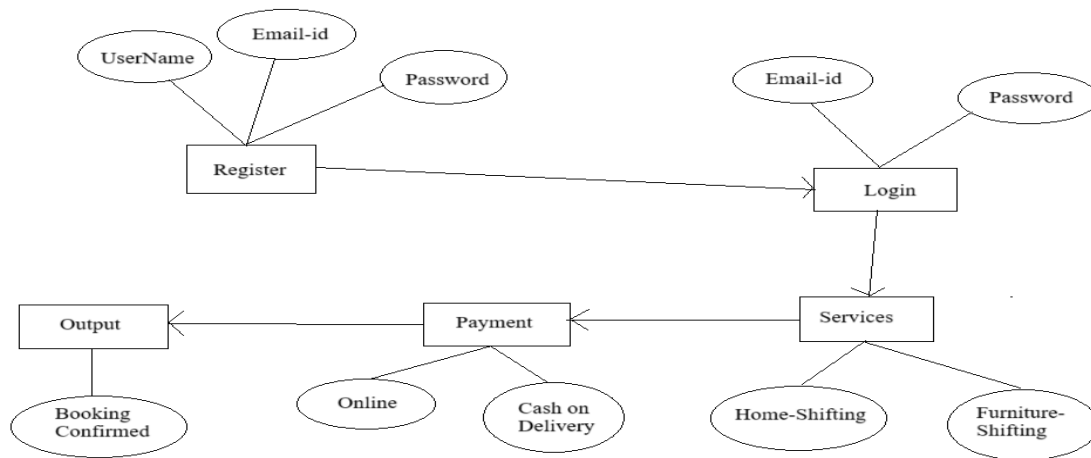 Email-id
UserName
Password
Register
Email-id
Password
Login
Output
Payment
Services
Booking
Confirmed
Online
Cash on
Delivery
Home-Shifting
Furniture-
Shifting